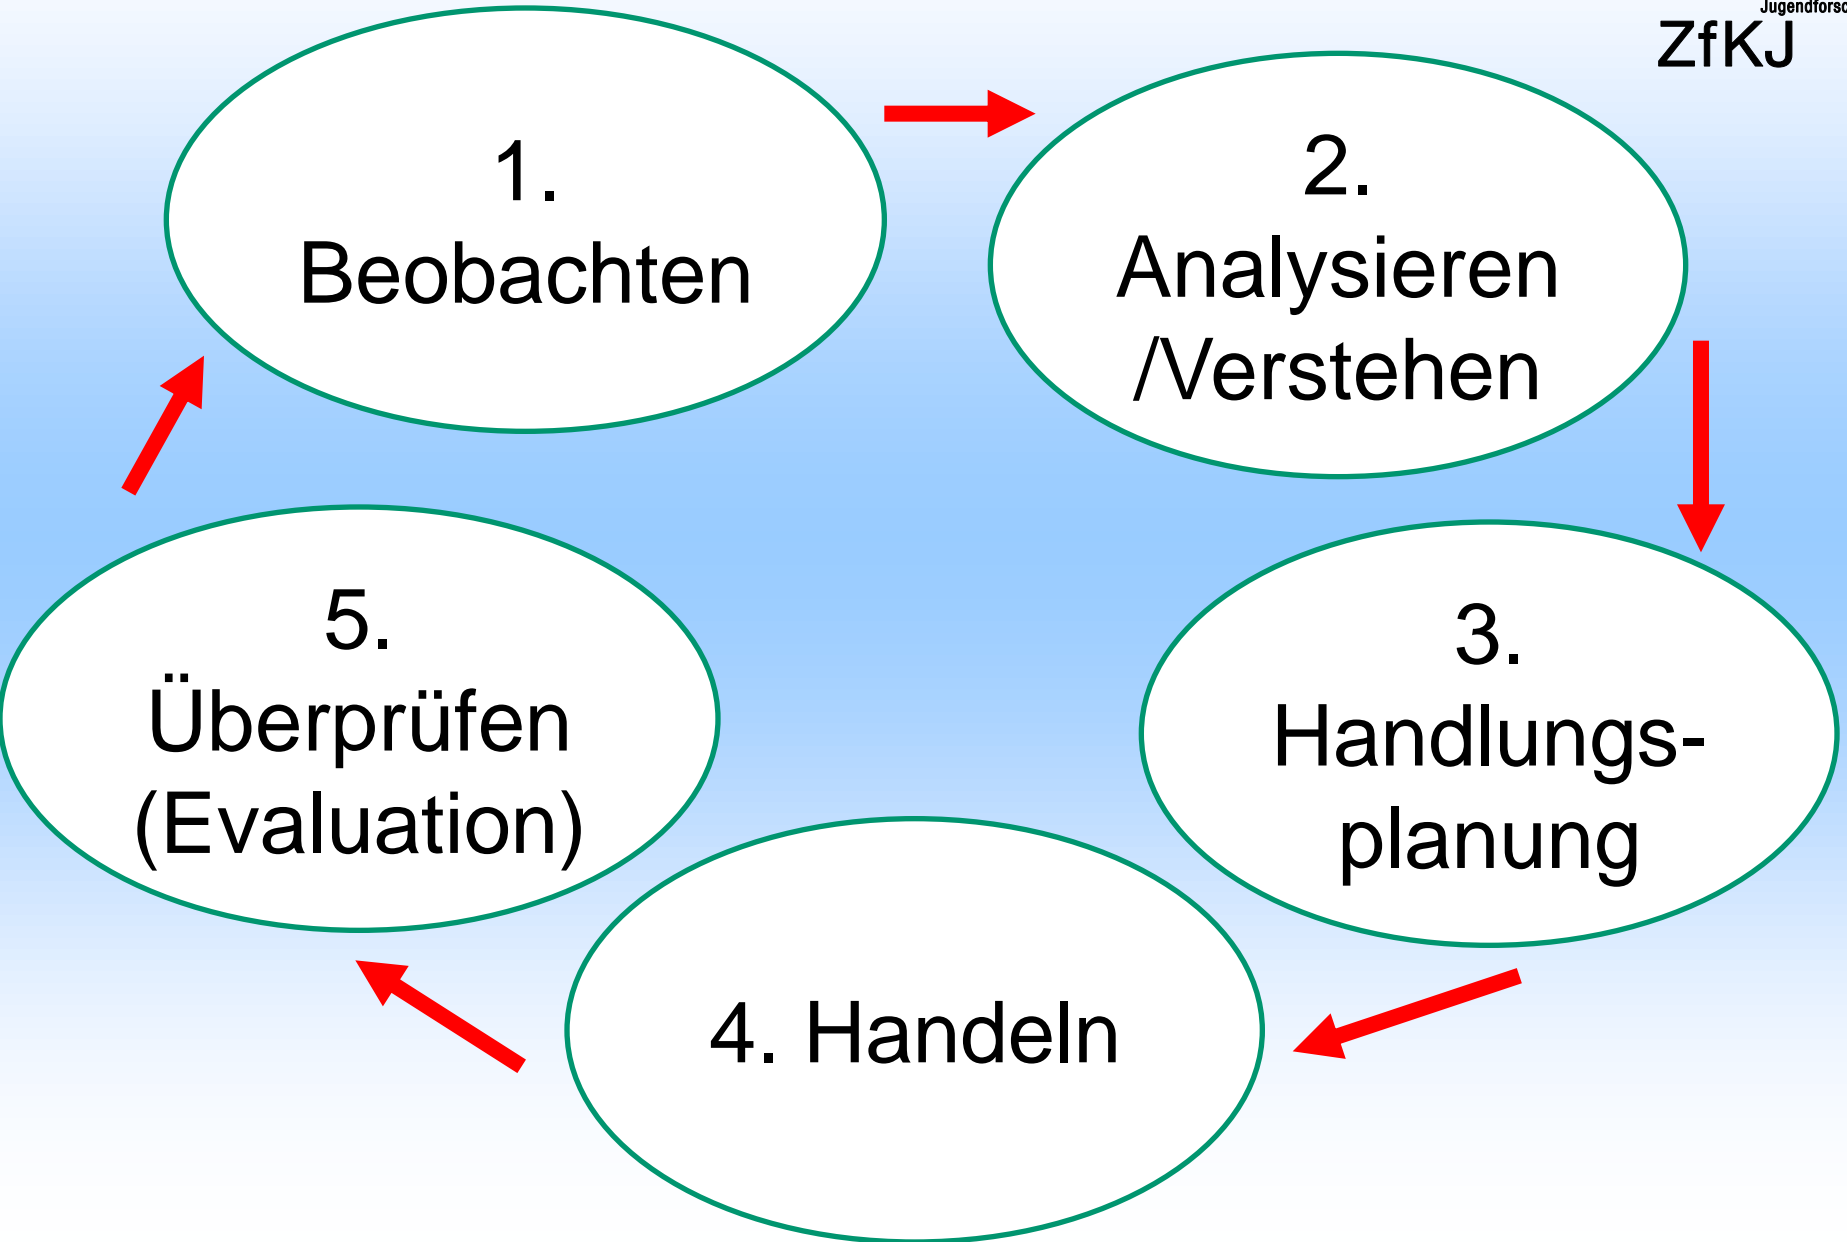 ZfKJ
1.
Beobachten
2.
Analysieren
/Verstehen
3.
Handlungs-
planung
4. Handeln
5.
Überprüfen
(Evaluation)